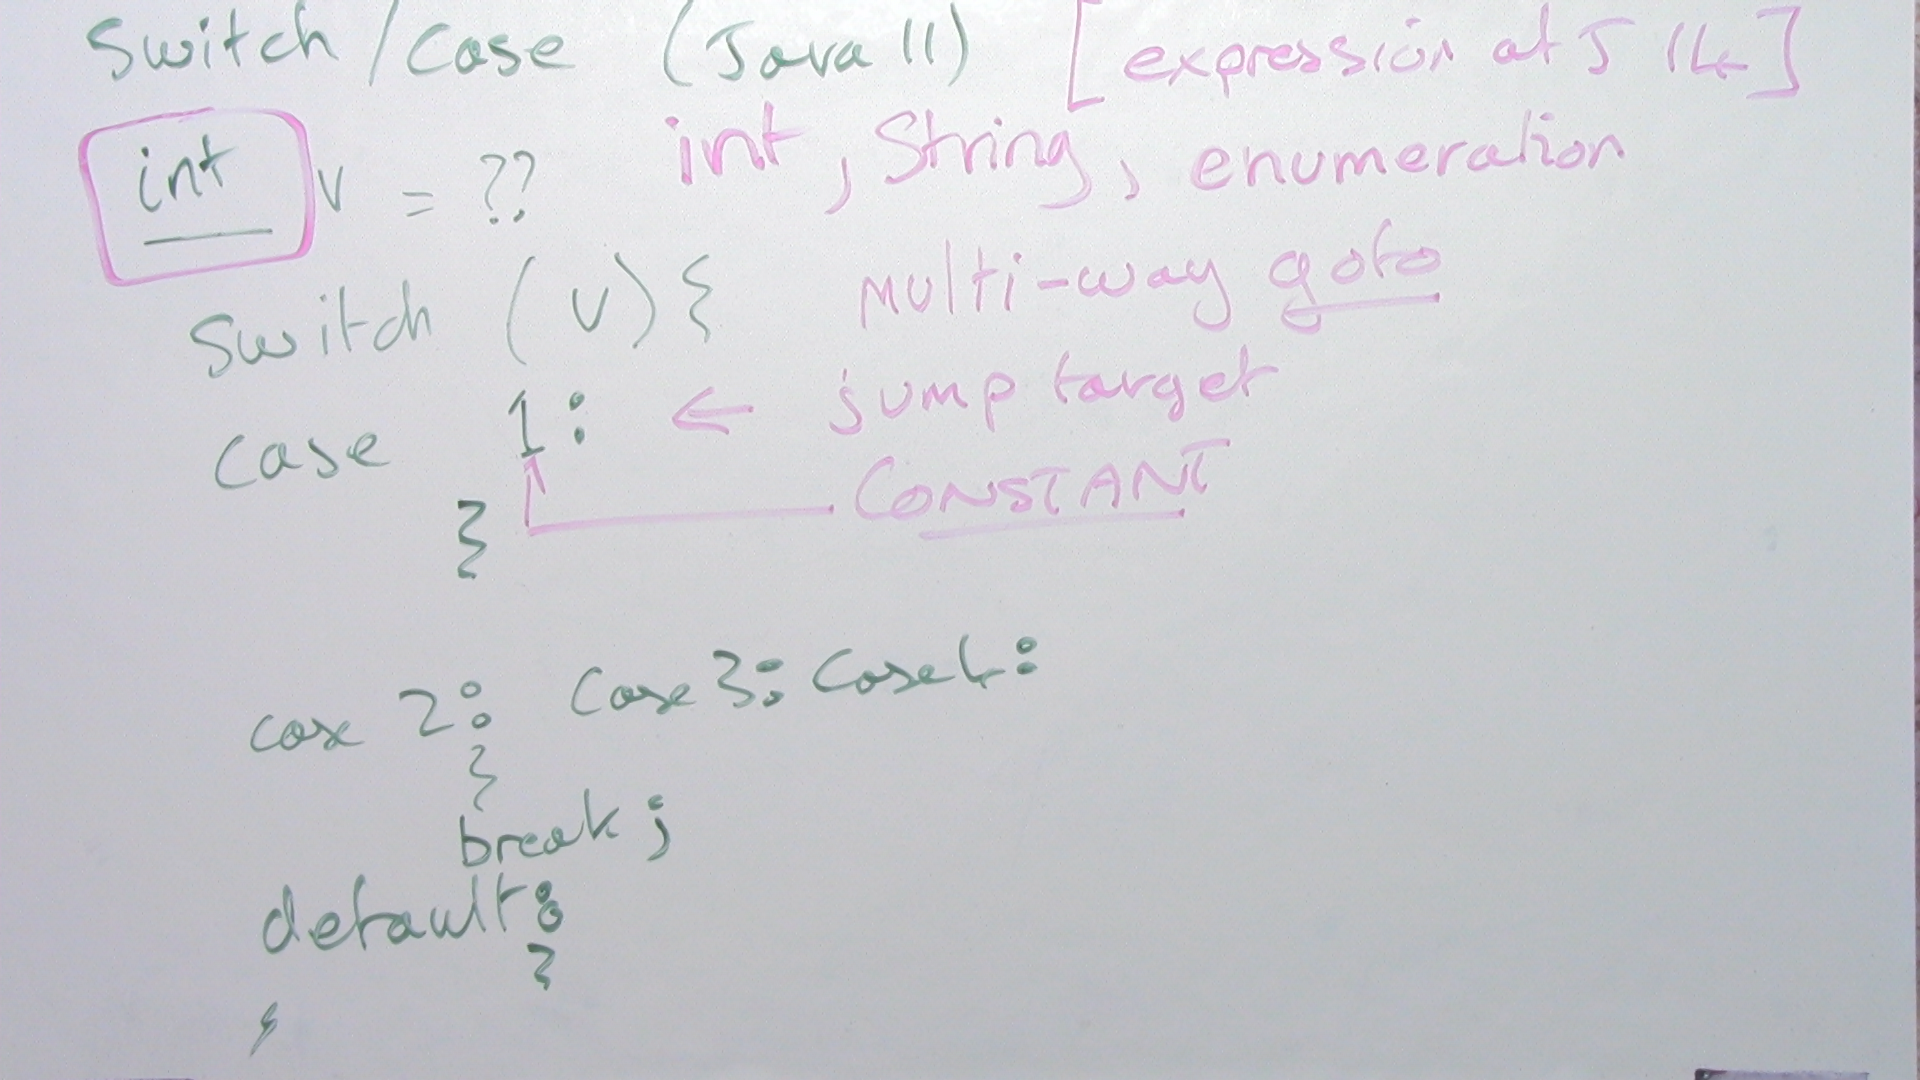 Switch / Case (Java 11) [expression at J 14]
int v = ?? int, String, enumeration
Switch (v) { multi-way goto
Case 1: ← jump target
} CONSTANT
case 2: Case 3: Case 4:
}
break;
default:
}
}